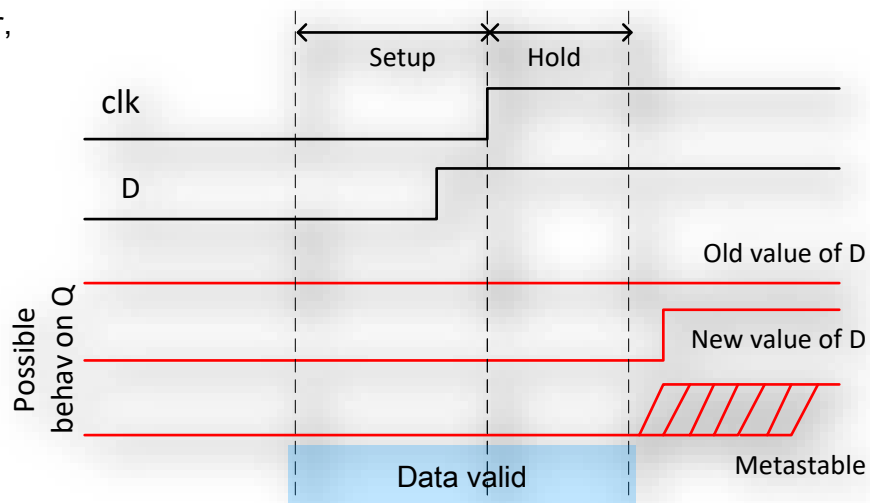 r,
Setup
Hold
clk
D
Old value of D
New value of D
Metastable
Possible
behav on Q
Data valid